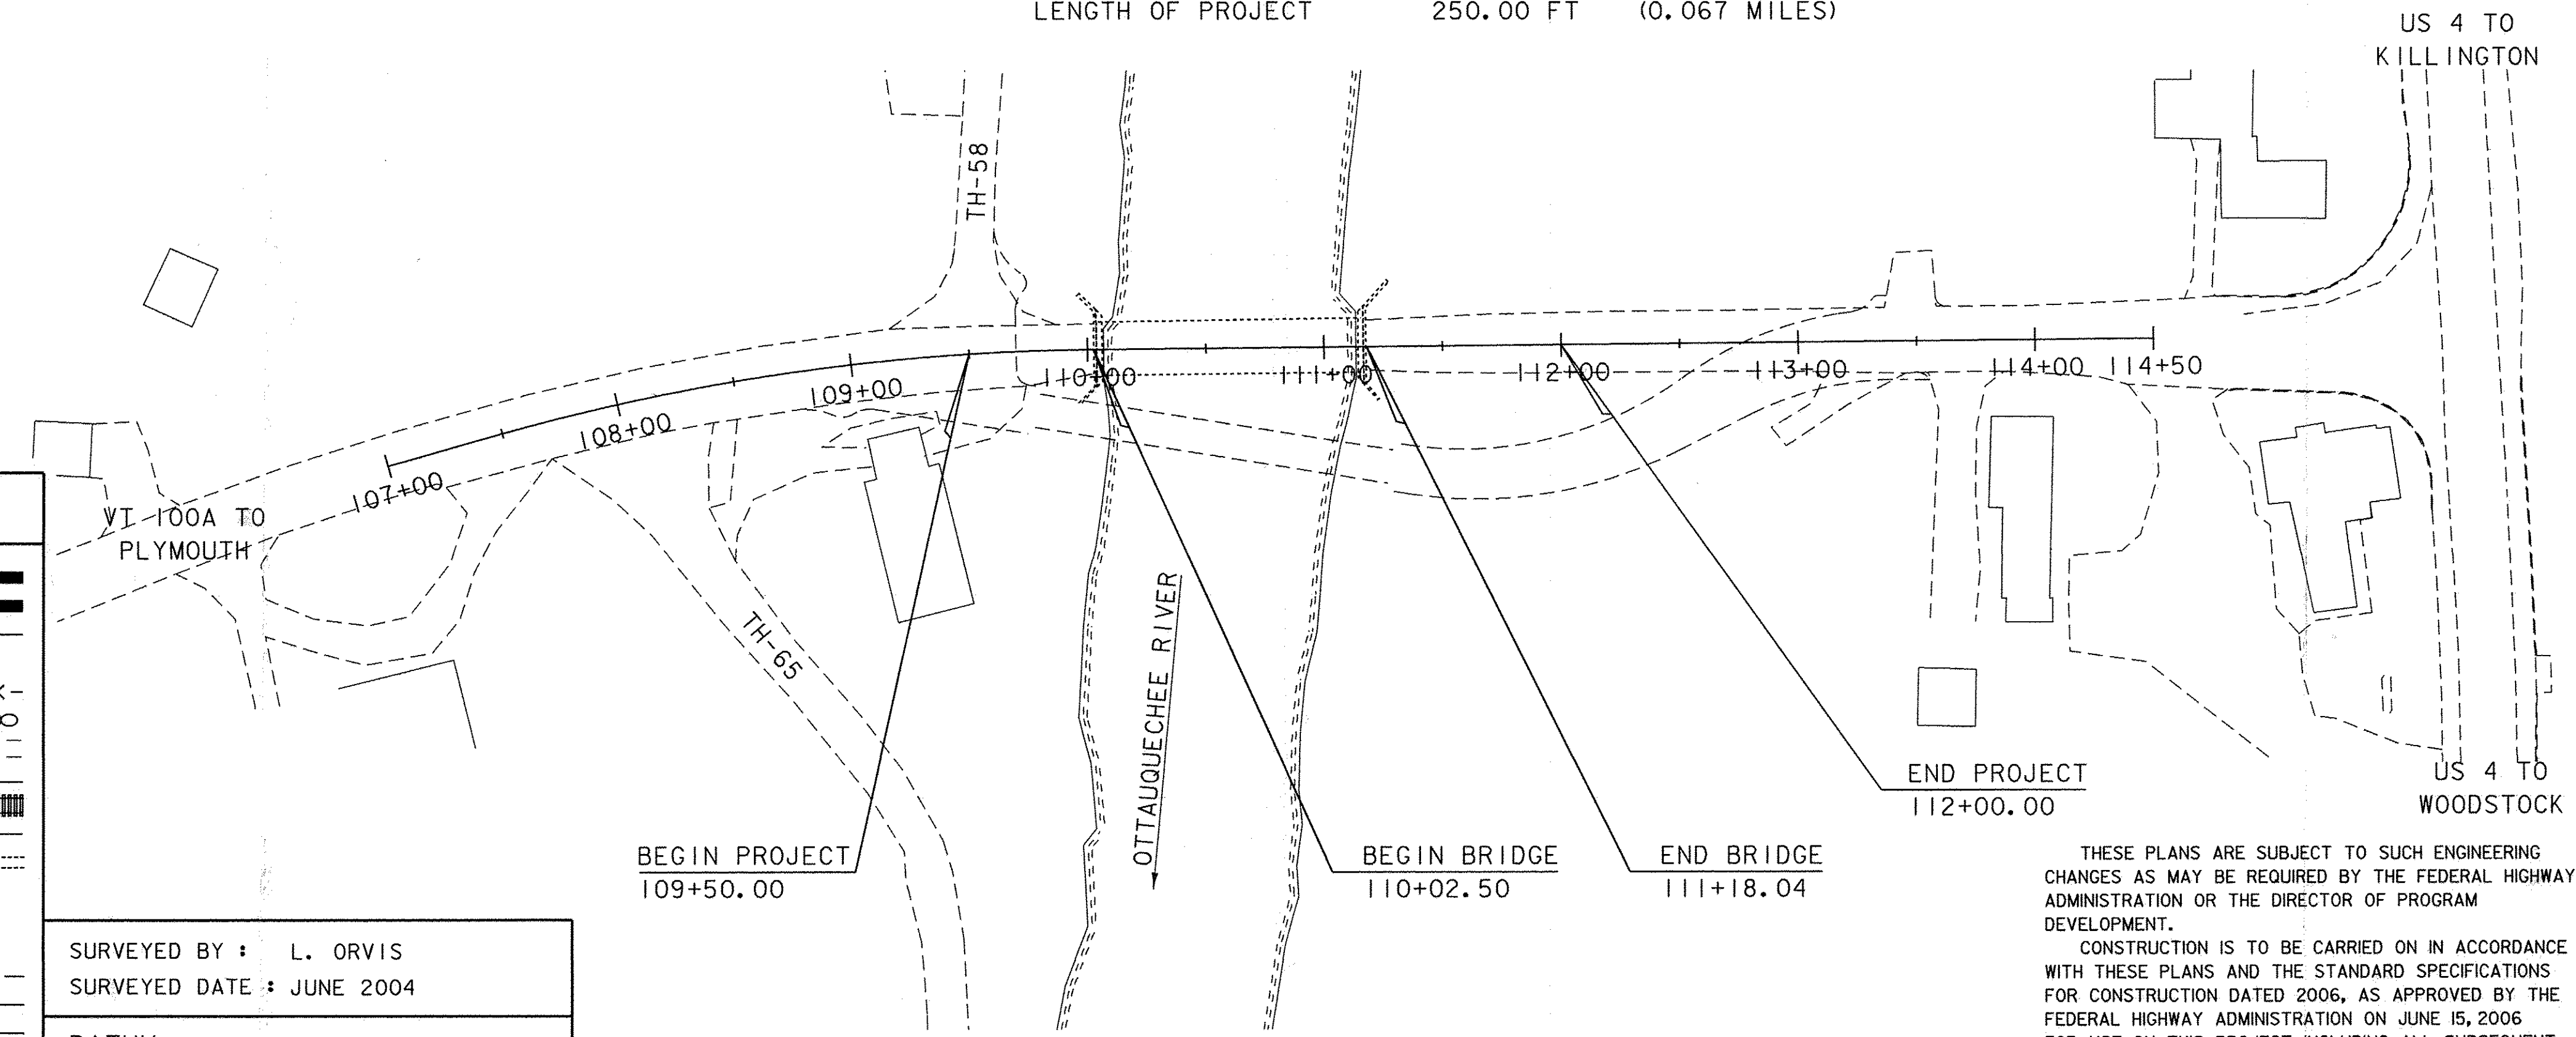 LENGTH OF PROJECT 250.00 FT (0.067 MILES)
US 4 TO
KILLINGTON
TH-58
107+00
108+00
109+00
110+00
111+00
112+00
113+00
114+00
114+50
VT 100A TO
PLYMOUTH
TH-65
OTTAUQUECHEE RIVER
BEGIN PROJECT
109+50.00
BEGIN BRIDGE
110+02.50
END BRIDGE
111+18.04
END PROJECT
112+00.00
US 4 TO
WOODSTOCK
SURVEYED BY : L. ORVIS
SURVEYED DATE : JUNE 2004
THESE PLANS ARE SUBJECT TO SUCH ENGINEERING
CHANGES AS MAY BE REQUIRED BY THE FEDERAL HIGHWAY
ADMINISTRATION OR THE DIRECTOR OF PROGRAM
DEVELOPMENT.
CONSTRUCTION IS TO BE CARRIED ON IN ACCORDANCE
WITH THESE PLANS AND THE STANDARD SPECIFICATIONS
FOR CONSTRUCTION DATED 2006, AS APPROVED BY THE
FEDERAL HIGHWAY ADMINISTRATION ON JUNE 15, 2006